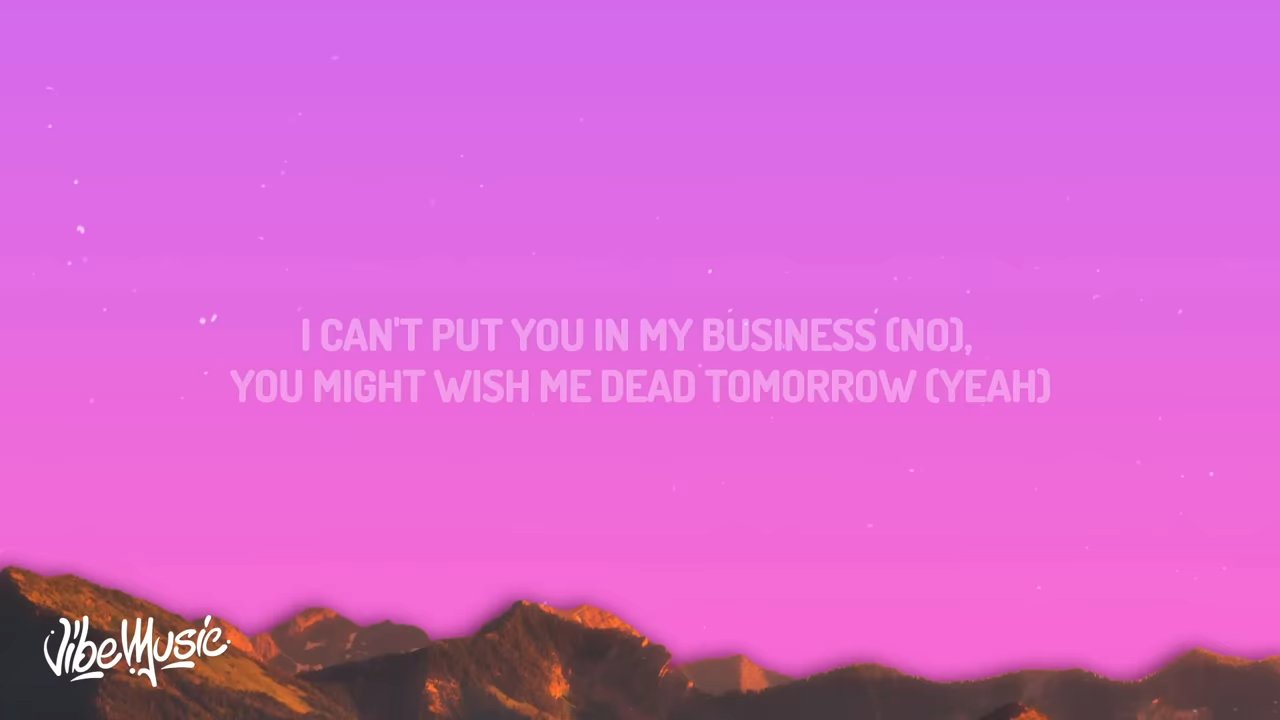 I CAN'T PUT YOU IN MY BUSINESS (NO),
YOU MIGHT WISH ME DEAD TOMORROW (YEAH)
VibeMusic